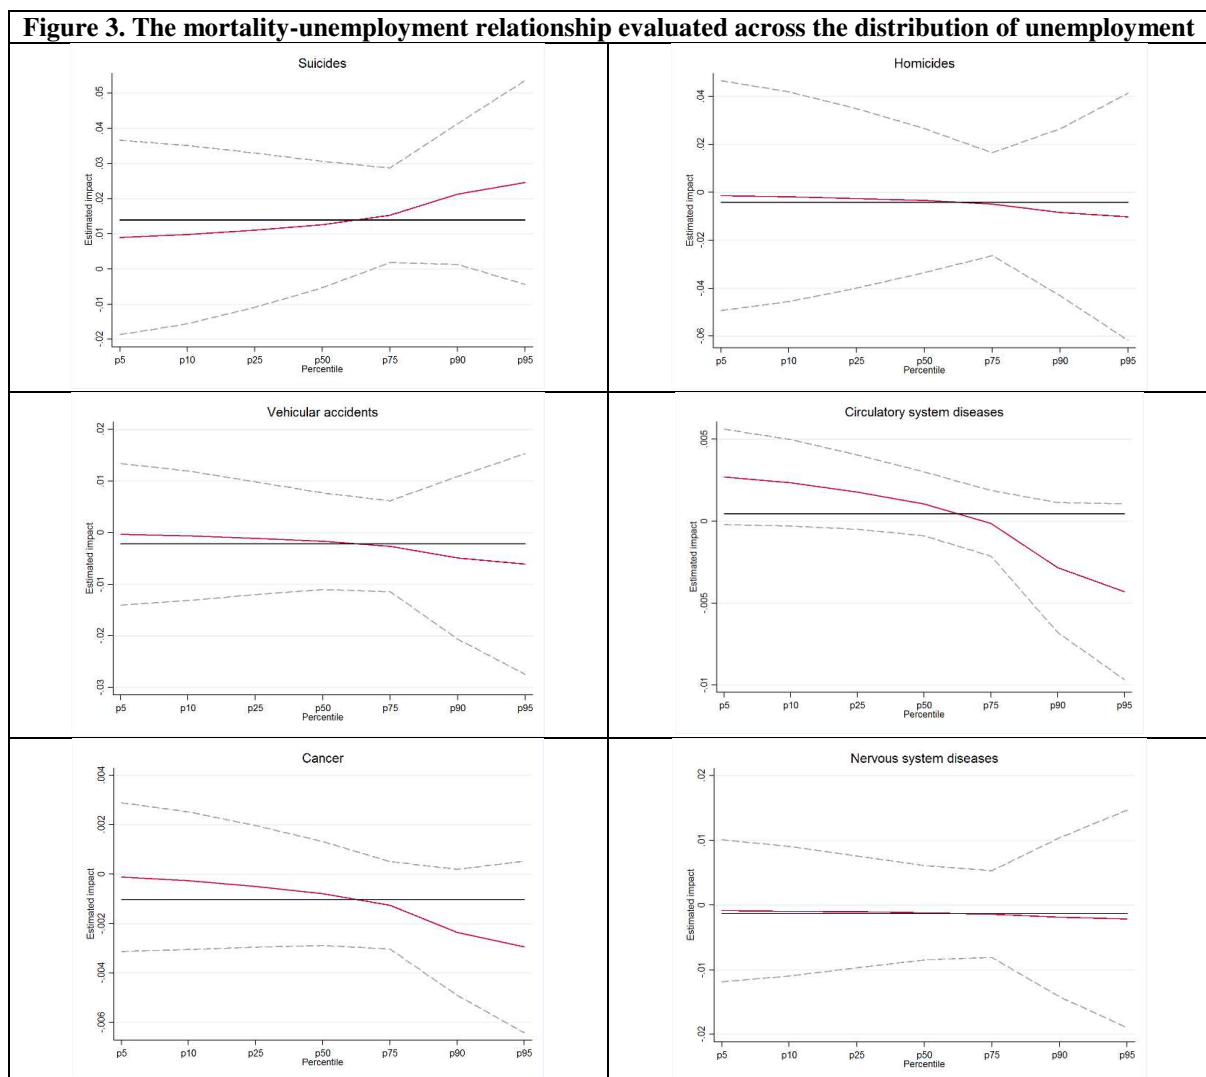 Figure 3. The mortality-unemployment relationship evaluated across the distribution of unemployment
Suicides
Estimated impact
.05
.04
.03
.02
.01
0
-.01
-.02
p5 p10 p25 p50 p75 p90 p95
Percentile
Homicides
Estimated impact
.04
.02
0
-.02
-.04
-.06
p5 p10 p25 p50 p75 p90 p95
Percentile
Vehicular accidents
Estimated impact
.02
.01
0
-.01
-.02
-.03
p5 p10 p25 p50 p75 p90 p95
Percentile
Circulatory system diseases
Estimated impact
.005
0
-.005
-.01
p5 p10 p25 p50 p75 p90 p95
Percentile
Cancer
Estimated impact
.004
.002
0
-.002
-.004
-.006
p5 p10 p25 p50 p75 p90 p95
Percentile
Nervous system diseases
Estimated impact
.02
.01
0
-.01
-.02
p5 p10 p25 p50 p75 p90 p95
Percentile